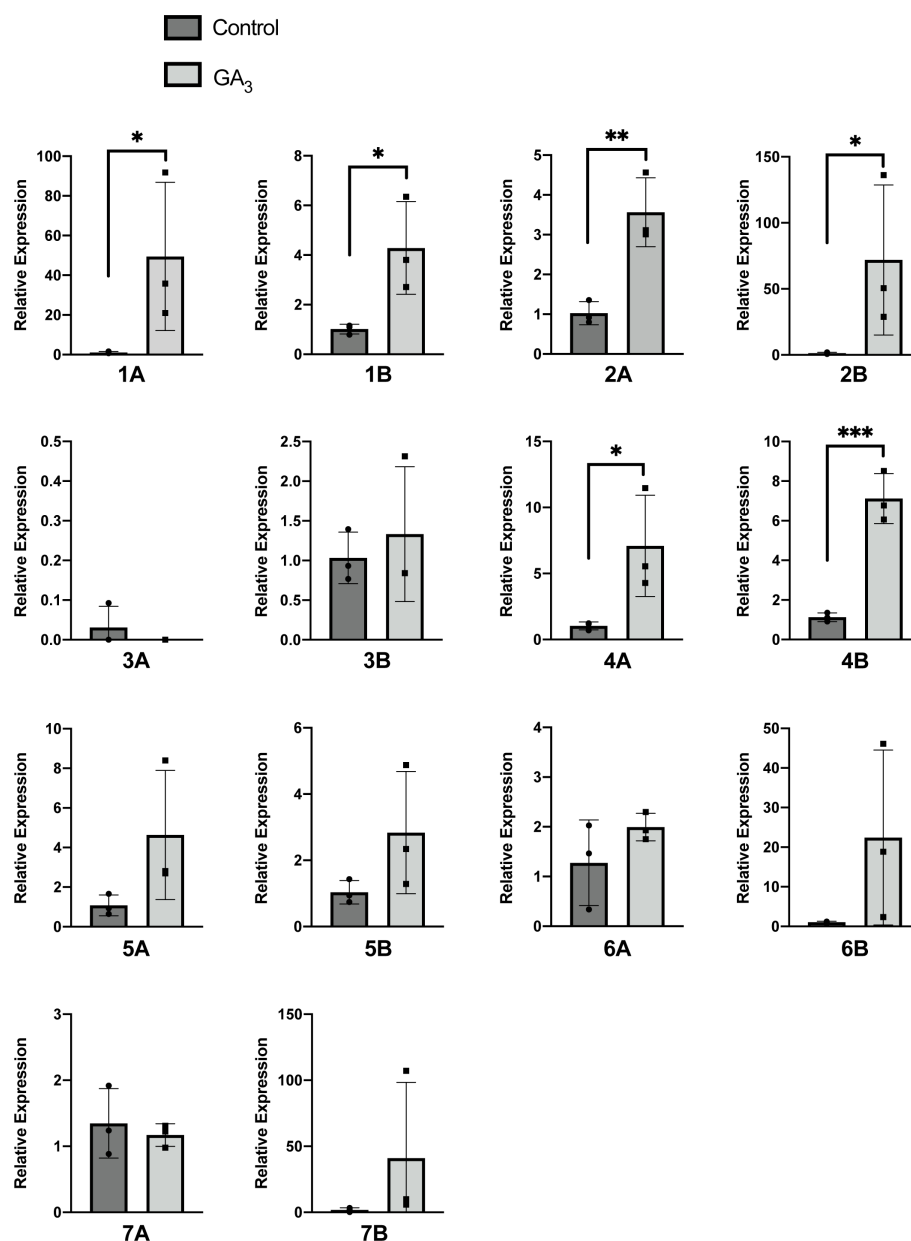 Control
GA₃
*
*
**
*
Relative Expression
100
80
60
40
20
0
1A
Relative Expression
8
6
4
2
0
1B
Relative Expression
5
4
3
2
1
0
2A
Relative Expression
150
100
50
0
2B
Relative Expression
0.5
0.4
0.3
0.2
0.1
0.0
3A
Relative Expression
2.5
2.0
1.5
1.0
0.5
0.0
3B
*
Relative Expression
15
10
5
0
4A
***
Relative Expression
10
8
6
4
2
0
4B
Relative Expression
10
8
6
4
2
0
5A
Relative Expression
6
4
2
0
5B
Relative Expression
4
3
2
1
0
6A
Relative Expression
50
40
30
20
10
0
6B
Relative Expression
3
2
1
0
7A
Relative Expression
150
100
50
0
7B